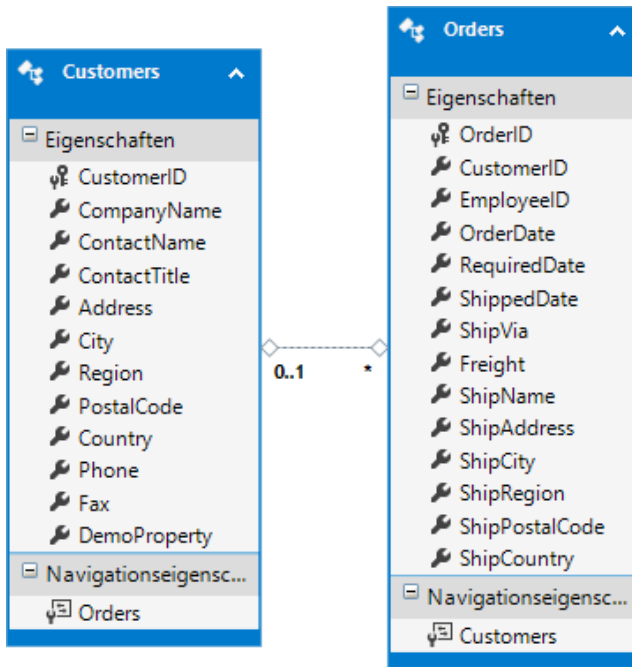 Customers
Eigenschaften
CustomerID
CompanyName
ContactName
ContactTitle
Address
City
Region
PostalCode
Country
Phone
Fax
DemoProperty
Navigationseigensc...
Orders
0..1
*
Orders
Eigenschaften
OrderID
CustomerID
EmployeeID
OrderDate
RequiredDate
ShippedDate
ShipVia
Freight
ShipName
ShipAddress
ShipCity
ShipRegion
ShipPostalCode
ShipCountry
Navigationseigensc...
Customers